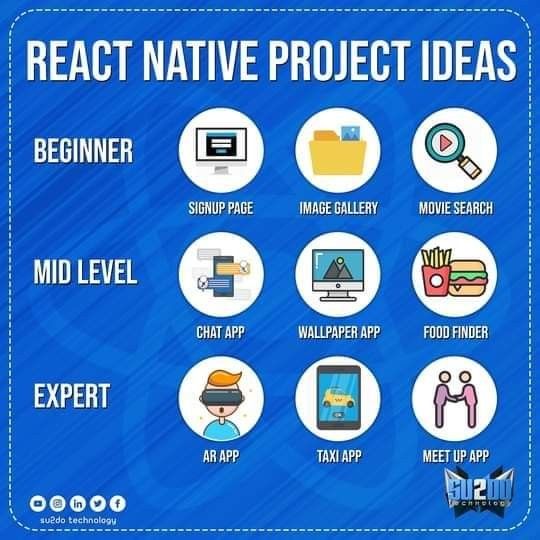 REACT NATIVE PROJECT IDEAS
BEGINNER
SIGNUP PAGE
IMAGE GALLERY
MOVIE SEARCH
MID LEVEL
CHAT APP
WALLPAPER APP
FOOD FINDER
EXPERT
AR APP
TAXI APP
MEET UP APP
su2do technology
SU2DO
technology